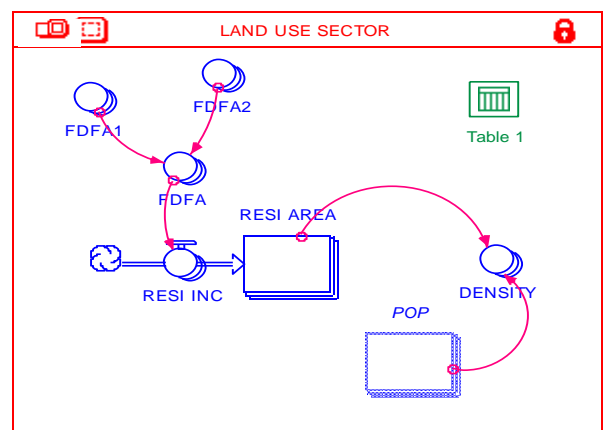 LAND USE SECTOR
FDFA1
FDFA2
Table 1
FDFA
RESI AREA
RESI INC
DENSITY
POP